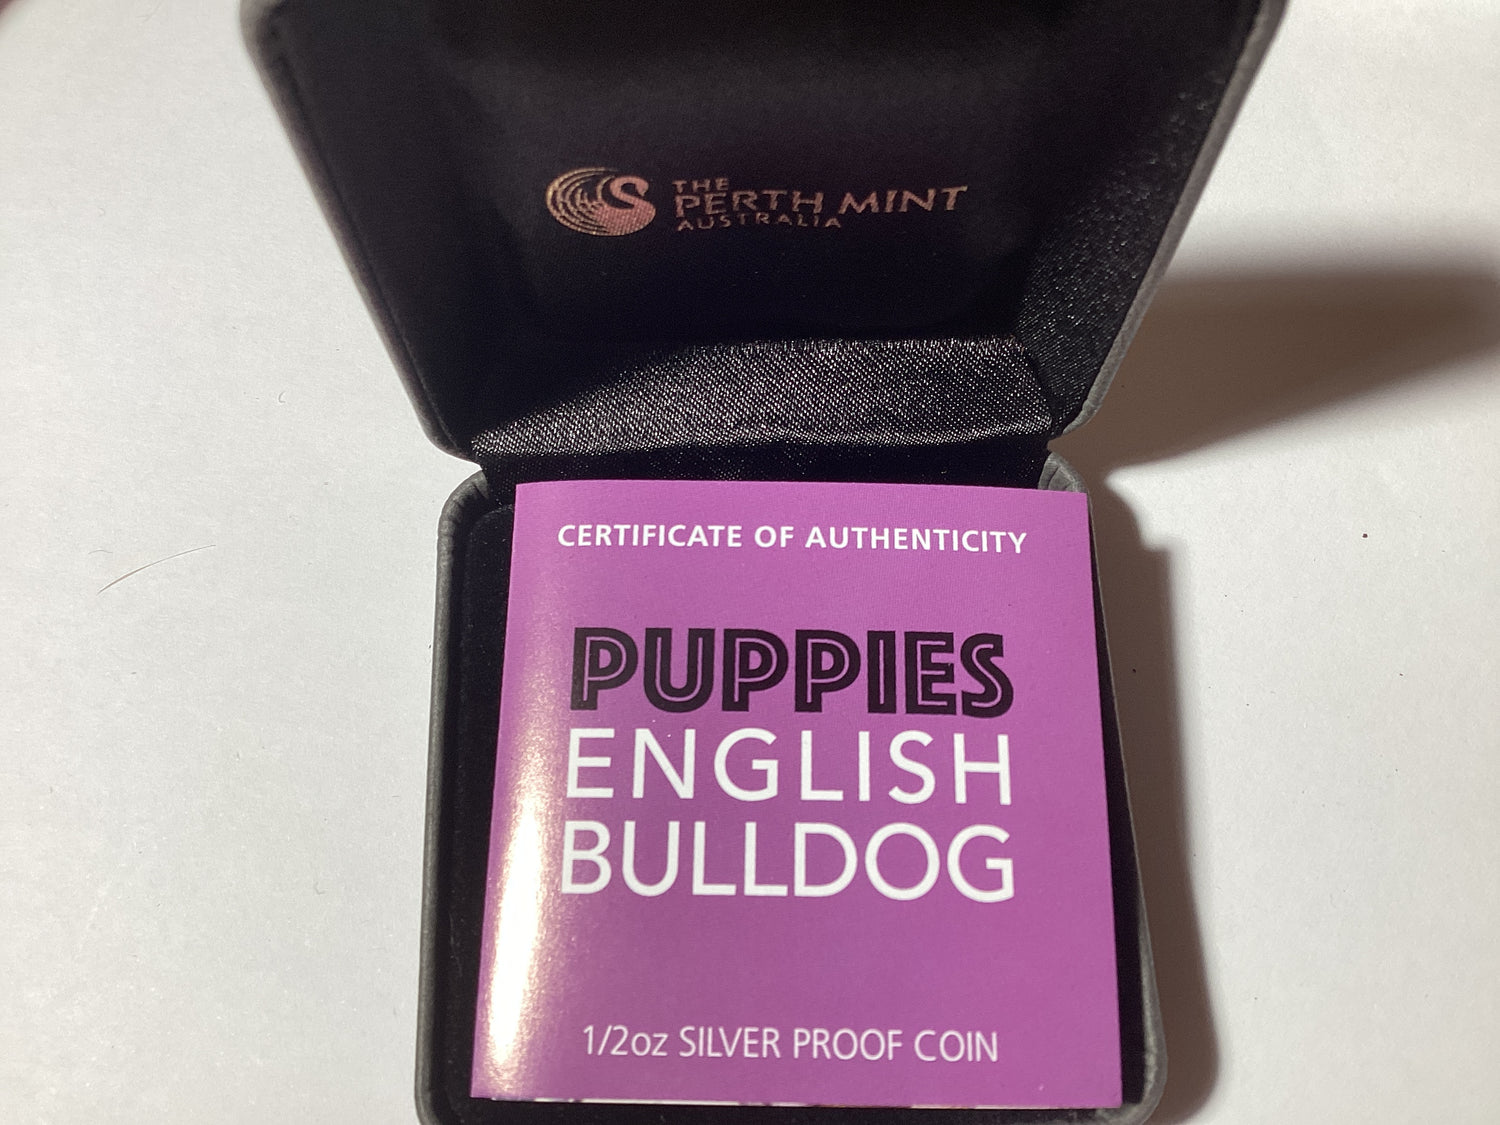 THE
PERTH MINT
AUSTRALIA
CERTIFICATE OF AUTHENTICITY
PUPPIES
ENGLISH
BULLDOG
1/2oz SILVER PROOF COIN